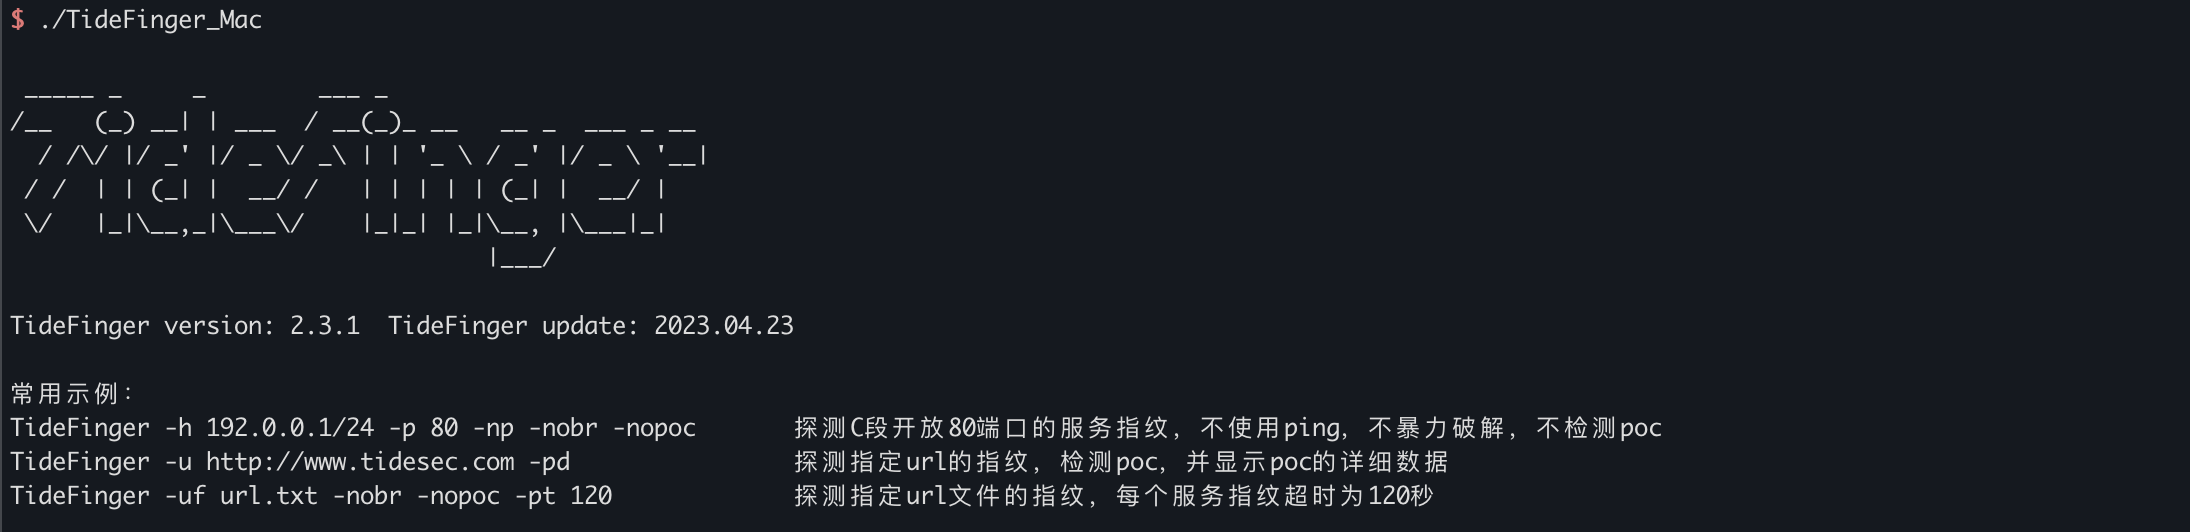 $ ./TideFinger_Mac
 _____ _     _        ___ _
/__   (_) __| | ___  / __(_)_ __   __ _  ___ _ __
  / /\/ |/ _' |/ _ \/ _\ | | '_ \ / _' |/ _ \ '__|
 / /  | | (_| |  __/ /   | | | | | (_| |  __/ |
 \/   |_|\__,_|\___\/    |_|_| |_|\__, |\___|_|
                                  |___/
TideFinger version: 2.3.1  TideFinger update: 2023.04.23
常用示例：
TideFinger -h 192.0.0.1/24 -p 80 -np -nobr -nopoc       探测C段开放80端口的服务指纹，不使用ping，不暴力破解，不检测poc
TideFinger -u http://www.tidesec.com -pd                探测指定url的指纹，检测poc，并显示poc的详细数据
TideFinger -uf url.txt -nobr -nopoc -pt 120             探测指定url文件的指纹，每个服务指纹超时为120秒